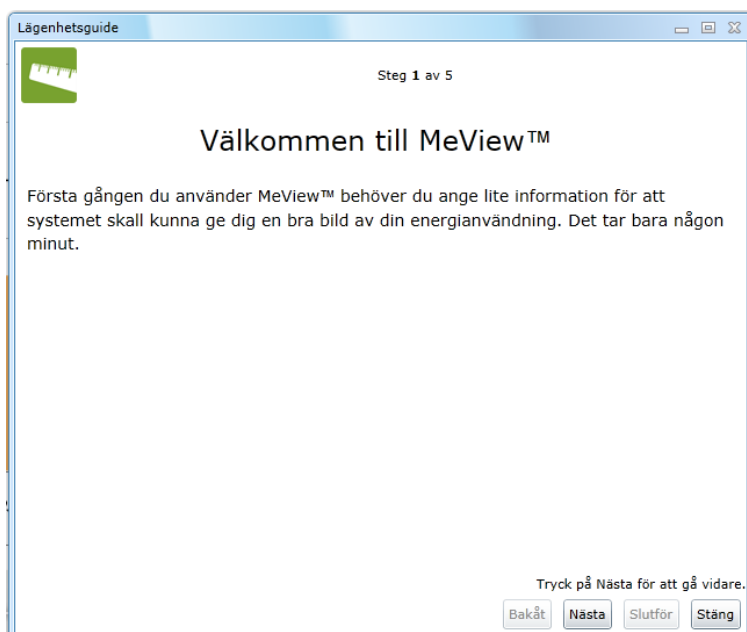 Lägenhetsguide
Steg 1 av 5
Välkommen till MeView™
Första gången du använder MeView™ behöver du ange lite information för att
systemet skall kunna ge dig en bra bild av din energianvändning. Det tar bara någon
minut.
Tryck på Nästa för att gå vidare.
Bakåt Nästa Slutför Stäng